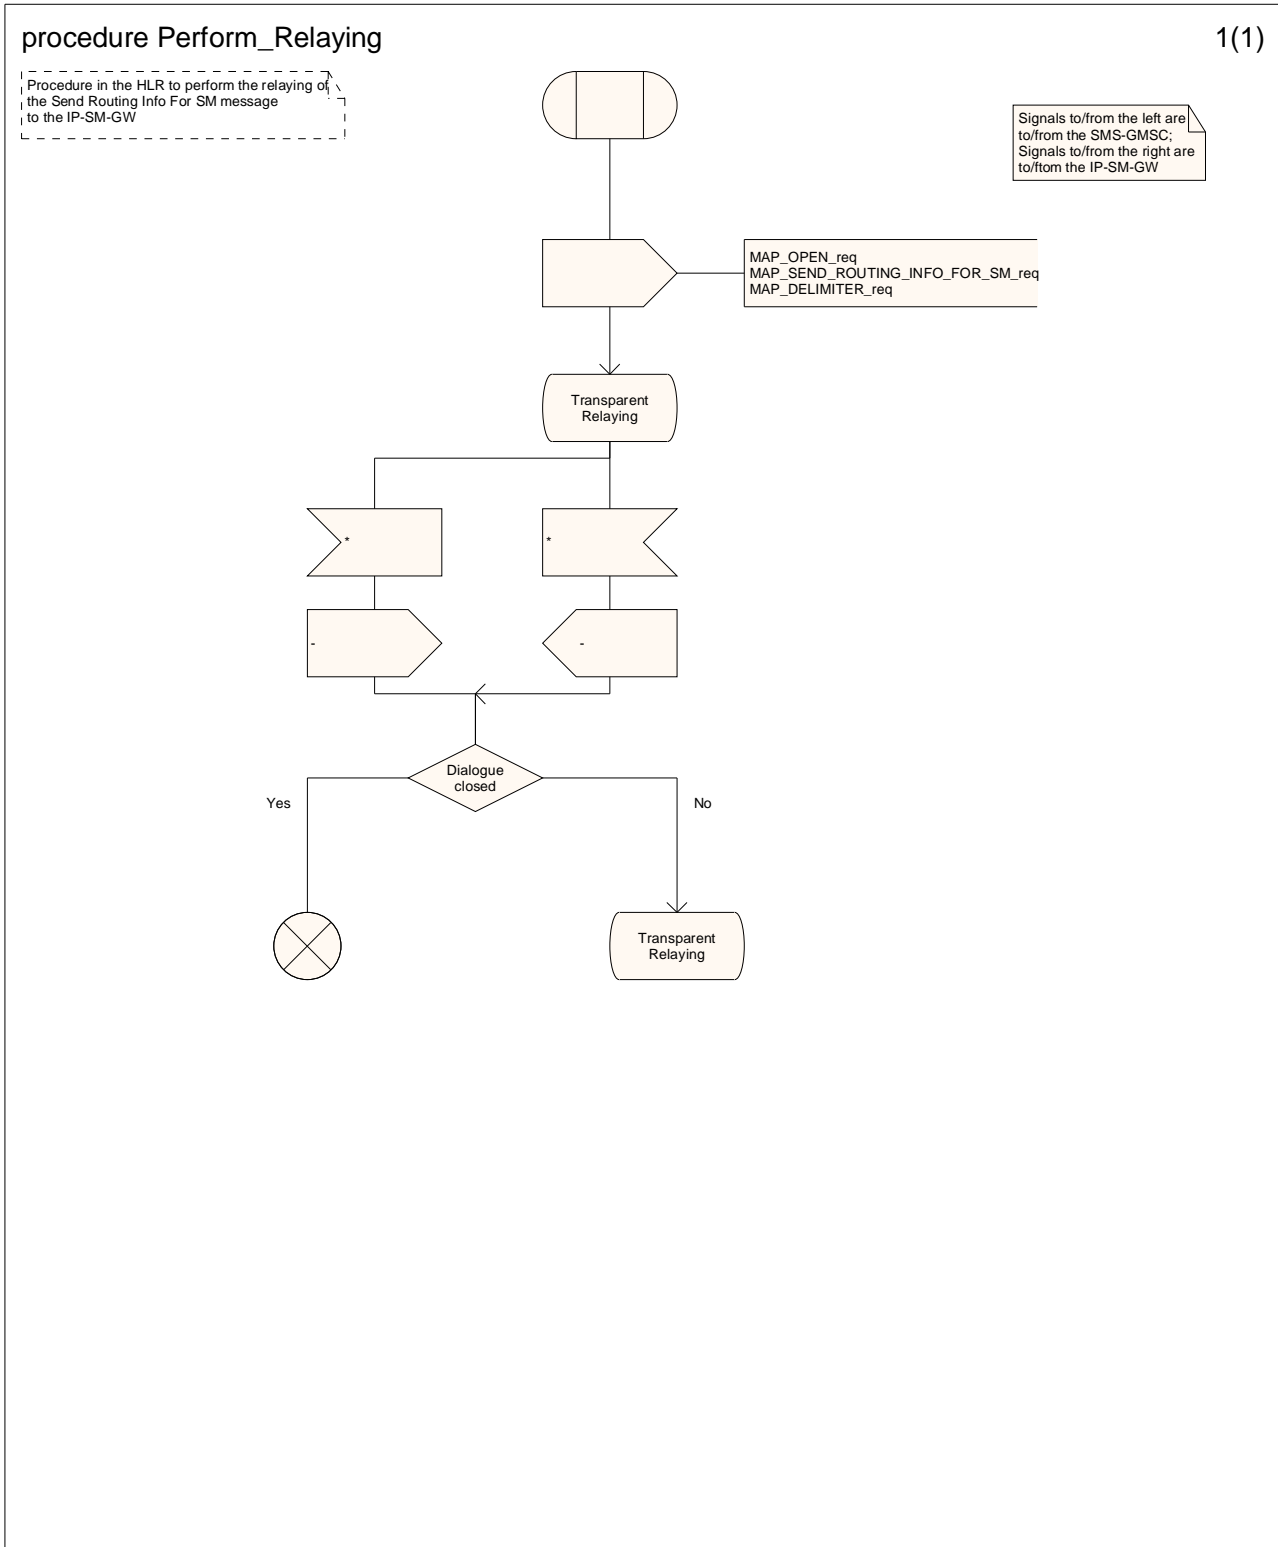 procedure Perform_Relaying
1(1)
Procedure in the HLR to perform the relaying of
the Send Routing Info For SM message
to the IP-SM-GW
Signals to/from the left are
to/from the SMS-GMSC;
Signals to/from the right are
to/ftom the IP-SM-GW
MAP_OPEN_req
MAP_SEND_ROUTING_INFO_FOR_SM_req
MAP_DELIMITER_req
Transparent
Relaying
*
*
-
-
Dialogue
closed
Yes
No
Transparent
Relaying